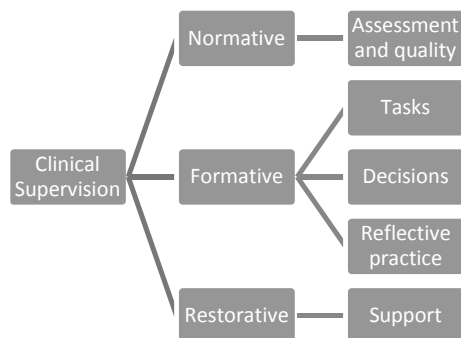 Normative
Assessment
and quality
Tasks
Clinical
Supervision
Formative
Decisions
Reflective
practice
Restorative
Support